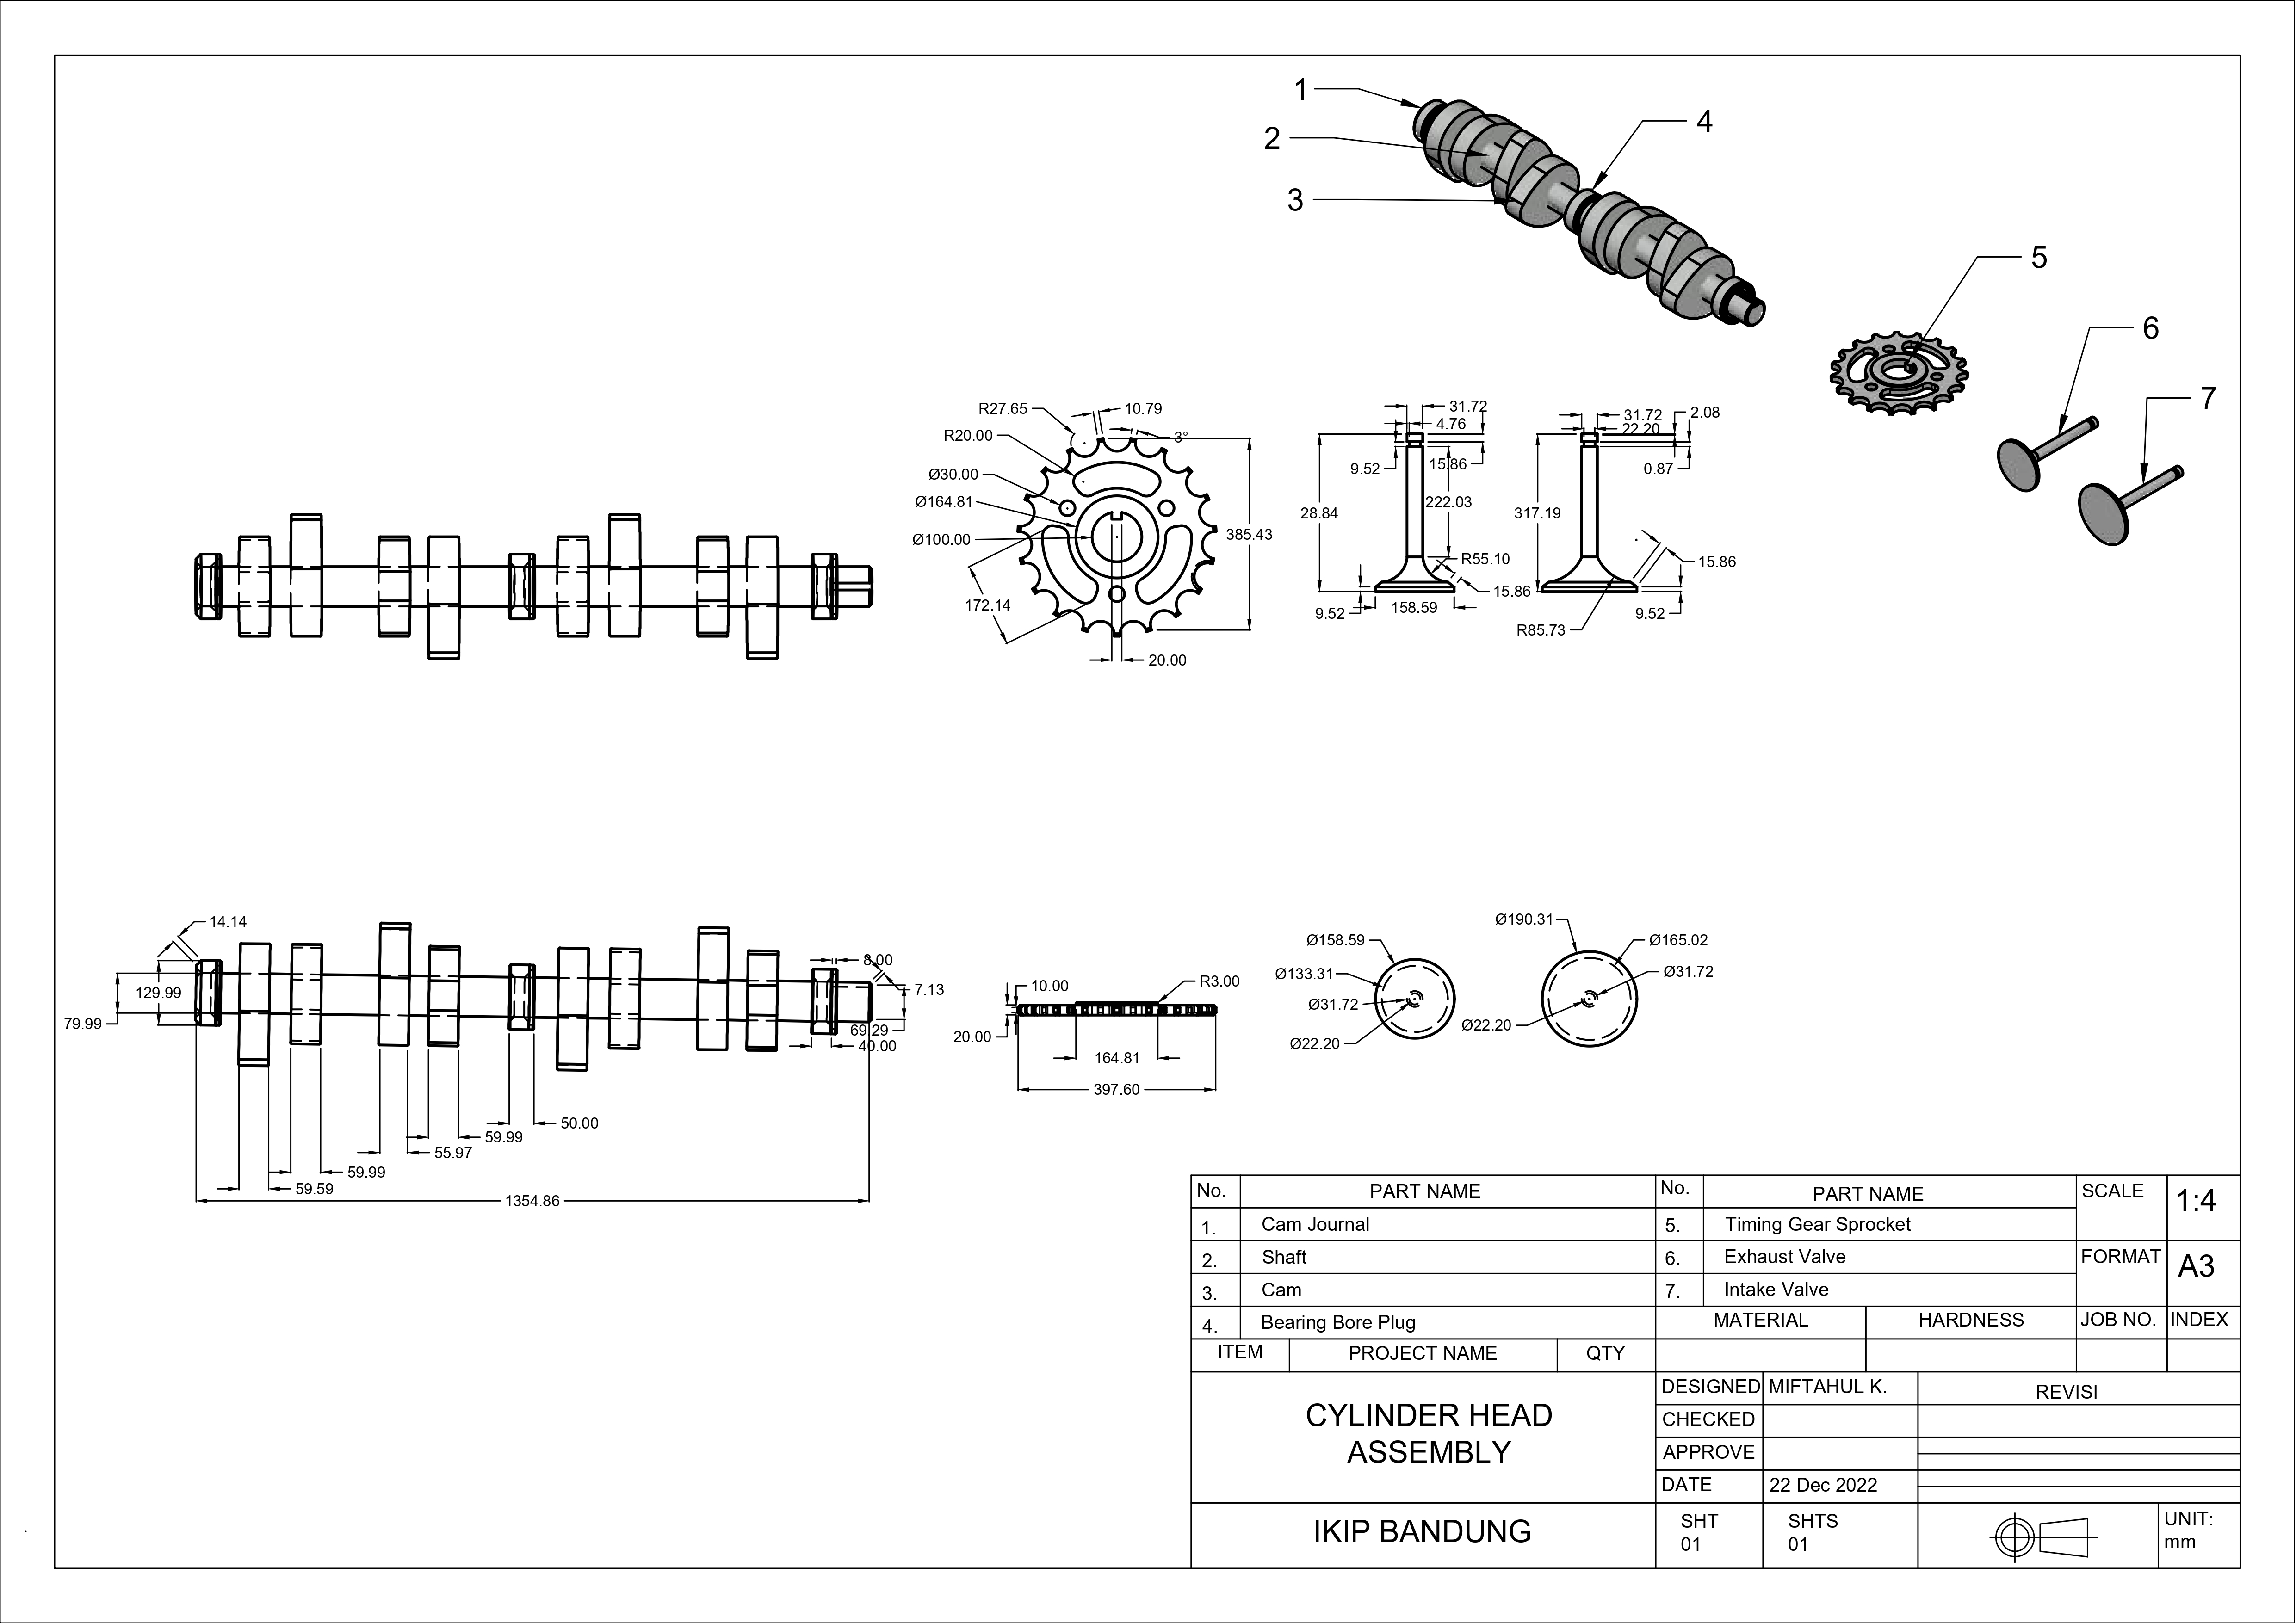 1
2
3
4
5
6
7
R27.65
10.79
R20.00
3°
Ø30.00
Ø164.81
Ø100.00
385.43
172.14
20.00
31.72
4.76
9.52
15.86
28.84
222.03
R55.10
15.86
9.52
158.59
31.72
2.08
22.20
0.87
317.19
15.86
R85.73
9.52
14.14
129.99
79.99
8.00
7.13
69.29
40.00
50.00
59.99
55.97
59.99
59.59
1354.86
10.00
R3.00
20.00
164.81
397.60
Ø158.59
Ø133.31
Ø31.72
Ø22.20
Ø190.31
Ø165.02
Ø31.72
Ø22.20
No. PART NAME No. PART NAME SCALE 1:4
1. Cam Journal 5. Timing Gear Sprocket
2. Shaft 6. Exhaust Valve FORMAT A3
3. Cam 7. Intake Valve
4. Bearing Bore Plug MATERIAL HARDNESS JOB NO. INDEX
ITEM PROJECT NAME QTY
CYLINDER HEAD
ASSEMBLY
DESIGNED MIFTAHUL K. REVISI
CHECKED
APPROVE
DATE 22 Dec 2022
IKIP BANDUNG
SHT
01
SHTS
01
UNIT:
mm